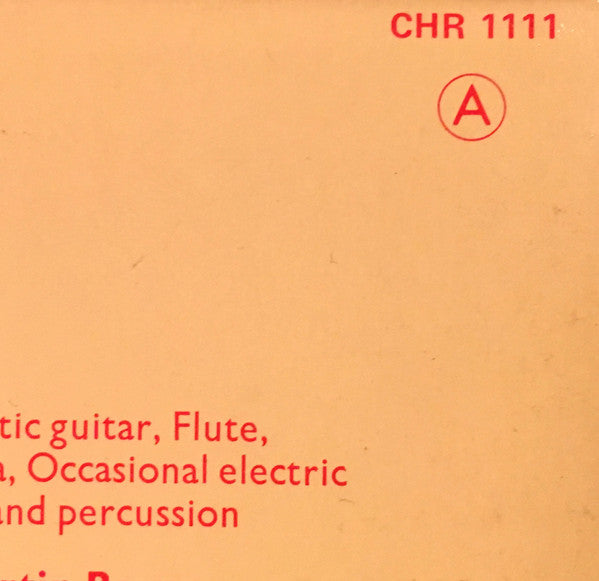 CHR 1111
A
tic guitar, Flute,
a, Occasional electric
and percussion